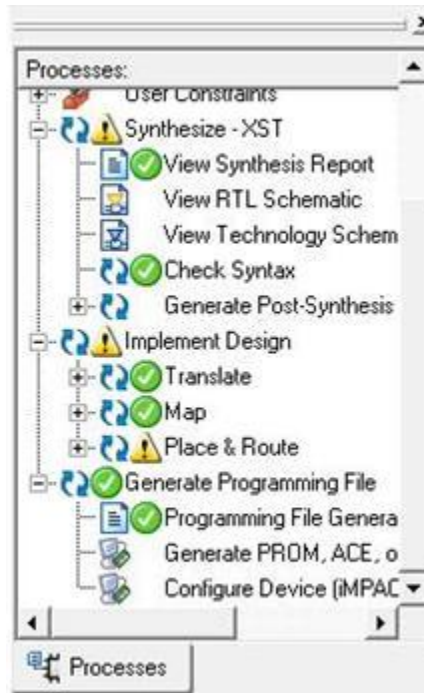 Processes:
User Constraints
Synthesize - XST
View Synthesis Report
View RTL Schematic
View Technology Schem
Check Syntax
Generate Post-Synthesis
Implement Design
Translate
Map
Place & Route
Generate Programming File
Programming File Genera
Generate PROM, ACE, o
Configure Device (iMPAC
Processes